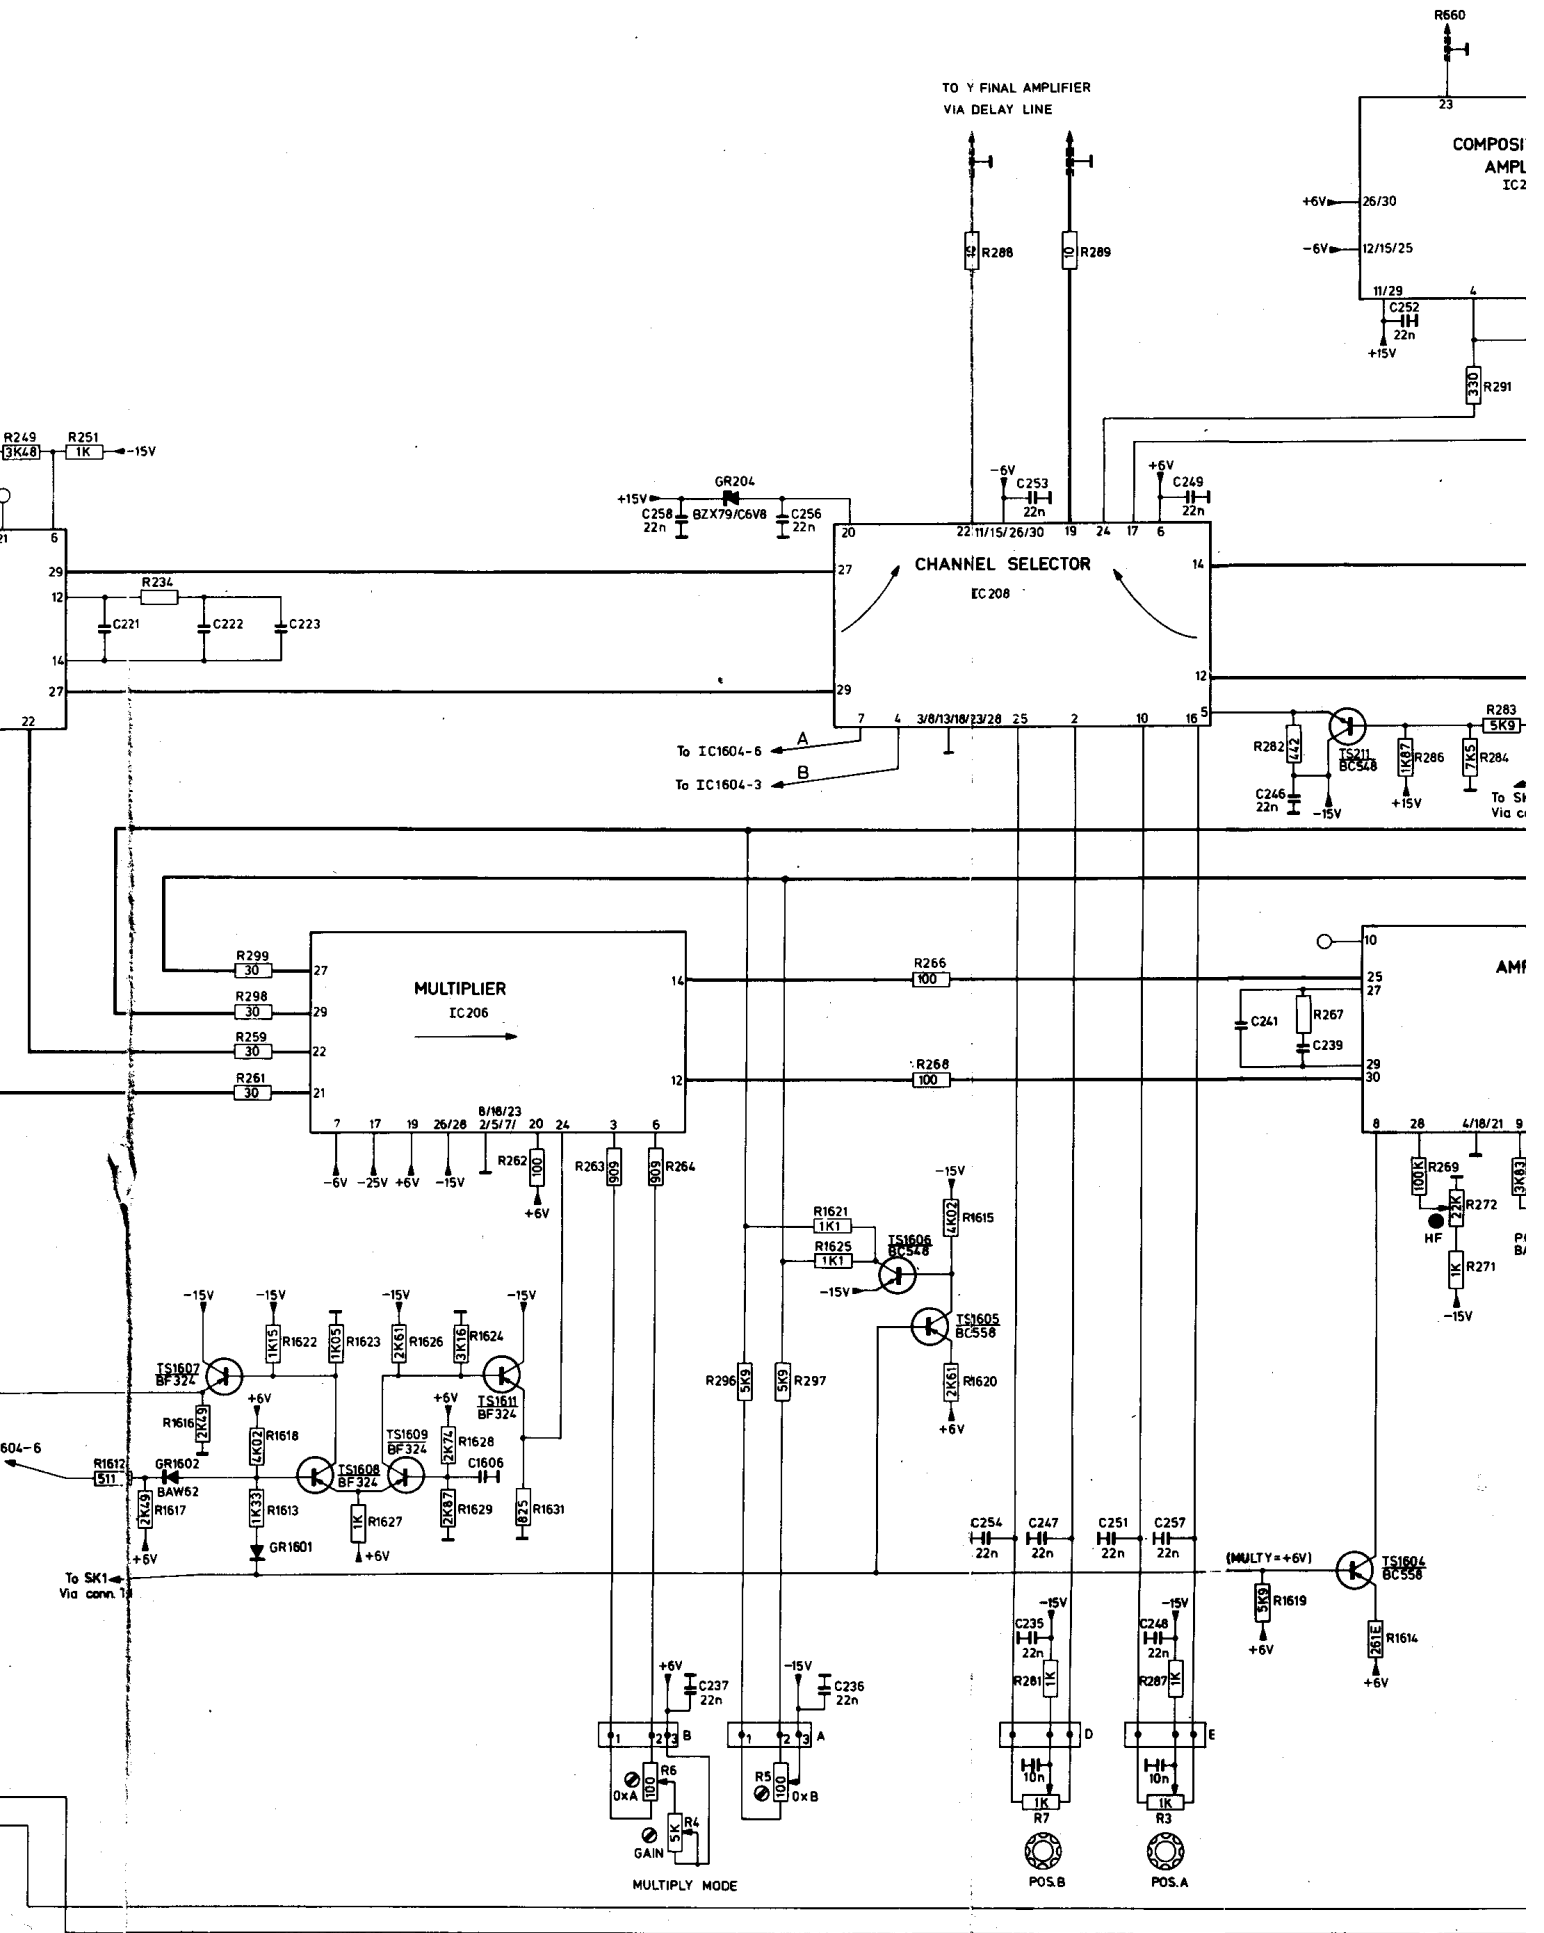 R660
23
COMPOSI
AMPL
IC2
+6V
26/30
-6V
12/15/25
11/29
4
C252
22n
+15V
330
R291
TO Y FINAL AMPLIFIER
VIA DELAY LINE
R288
10
R289
R249
3K48
R251
1K
-15V
21
6
29
12
14
27
22
R234
C221
C222
C223
+15V
GR204
BZX79/C6V8
C258
22n
C256
22n
-6V
C253
22n
+6V
C249
22n
20
22
11/15/26/30
19
24
17
6
27
CHANNEL SELECTOR
IC208
14
29
12
5
7
4
3/8/13/18/23/28
25
2
10
16
To IC1604-6
A
To IC1604-3
B
R282
442
C246
22n
TS211
BC548
-15V
1K87
R286
+15V
7K5
R284
R283
5K9
To SK
Via c
R299
30
R298
30
R259
30
R261
30
27
29
22
21
MULTIPLIER
IC206
14
12
7
17
19
26/28
8/18/23
2/5/7/
20
24
3
6
-6V
-25V
+6V
-15V
R262
100
+6V
R263
909
909
R264
R266
100
R268
100
C241
R267
C239
10
25
27
29
30
AMP
8
28
4/18/21
9
100K
R269
22K
R272
HF
1K
R271
-15V
3K83
-15V
4K02
R1615
R1621
1K1
R1625
1K1
TS1606
BC548
-15V
TS1605
BC558
2K61
R1620
+6V
R296
5K9
5K9
R297
-15V
-15V
-15V
-15V
1K15
R1622
1K05
R1623
2K61
R1626
3K16
R1624
TS1607
BF324
TS1611
BF324
R1616
2K49
+6V
4K02
R1618
TS1609
BF324
+6V
2K74
R1628
C1606
604-6
R1612
511
GR1602
BAW62
2K49
R1617
+6V
1K33
R1613
GR1601
TS1608
BF324
1K
R1627
+6V
2K87
R1629
825
R1631
To SK1
Via conn.
C254
22n
C247
22n
C251
22n
C257
22n
(MULTY=+6V)
5K9
R1619
+6V
TS1604
BC558
261E
R1614
+6V
C235
22n
-15V
R281
1K
C248
22n
-15V
R287
1K
+6V
C237
22n
-15V
C236
22n
1
2
3
B
1
2
3
A
D
E
100
R6
0xA
5K
R4
GAIN
R5
100
0xB
10n
1K
R7
10n
1K
R3
MULTIPLY MODE
POS.B
POS.A